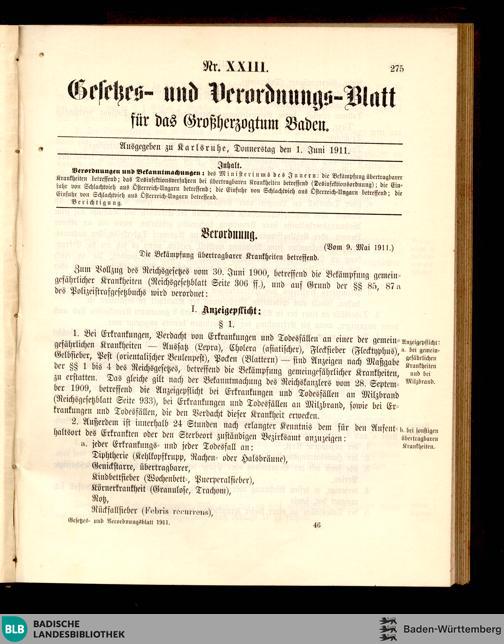 Nr. XXIII.
275
Gesetzes- und Verordnungs-Blatt
für das Großherzogtum Baden.
Ausgegeben zu Karlsruhe, Donnerstag den 1. Juni 1911.
Inhalt.
Verordnungen und Bekanntmachungen: des Ministeriums des Innern: die Bekämpfung übertragbarer
Krankheiten betreffend; das Desinfektionsverfahren bei übertragbaren Krankheiten betreffend (Desinfektionsordnung); die Ein-
fuhr von Schlachtvieh aus Österreich-Ungarn betreffend; die Einfuhr von Schlachtvieh aus Österreich-Ungarn betreffend; die
Einfuhr von Schlachtvieh aus Österreich-Ungarn betreffend.
Berichtigung.
Verordnung.
(Vom 9. Mai 1911.)
Die Bekämpfung übertragbarer Krankheiten betreffend.
Zum Vollzug des Reichsgesetzes vom 30. Juni 1900, betreffend die Bekämpfung gemein-
gefährlicher Krankheiten (Reichsgesetzblatt Seite 306 ff.), und auf Grund der §§ 85, 87a
des Polizeistrafgesetzbuchs wird verordnet:
I. Anzeigepflicht:
§ 1.
1. Bei Erkrankungen, Verdacht von Erkrankungen und Todesfällen an einer der gemein-
gefährlichen Krankheiten — Aussatz (Lepra), Cholera (asiatischer), Fleckfieber (Flecktyphus),
Gelbfieber, Pest (orientalischer Beulenpest), Pocken (Blattern) — sind Anzeigen nach Maßgabe
der §§ 1 bis 4 des Reichsgesetzes, betreffend die Bekämpfung gemeingefährlicher Krankheiten,
zu erstatten. Das gleiche gilt nach der Bekanntmachung des Reichskanzlers vom 28. Septem-
ber 1909, betreffend die Anzeigepflicht bei Erkrankungen und Todesfällen an Milzbrand
(Reichsgesetzblatt Seite 933), bei Erkrankungen und Todesfällen an Milzbrand, sowie bei Er-
krankungen und Todesfällen, die den Verdacht dieser Krankheit erwecken.
Anzeigepflicht:
a. bei gemein-
gefährlichen
Krankheiten
und bei
Milzbrand.
2. Außerdem ist innerhalb 24 Stunden nach erlangter Kenntnis dem für den Aufent-
haltsort des Erkrankten oder den Sterbeort zuständigen Bezirksamt anzuzeigen:
b. bei sonstigen
übertragbaren
Krankheiten.
a. jeder Erkrankungs- und jeder Todesfall an:
Diphtherie (Kehlkopfkrupp, Rachen- oder Halsbräune),
Genickstarre, übertragbarer,
Kindbettfieber (Wochenbett-, Puerperalfieber),
Körnerkrankheit (Granulose, Trachom),
Rotz,
Rückfallfieber (Febris recurrens),
Gesetzes- und Verordnungsblatt 1911.
46
BLB
BADISCHE
LANDESBIBLIOTHEK
Baden-Württemberg